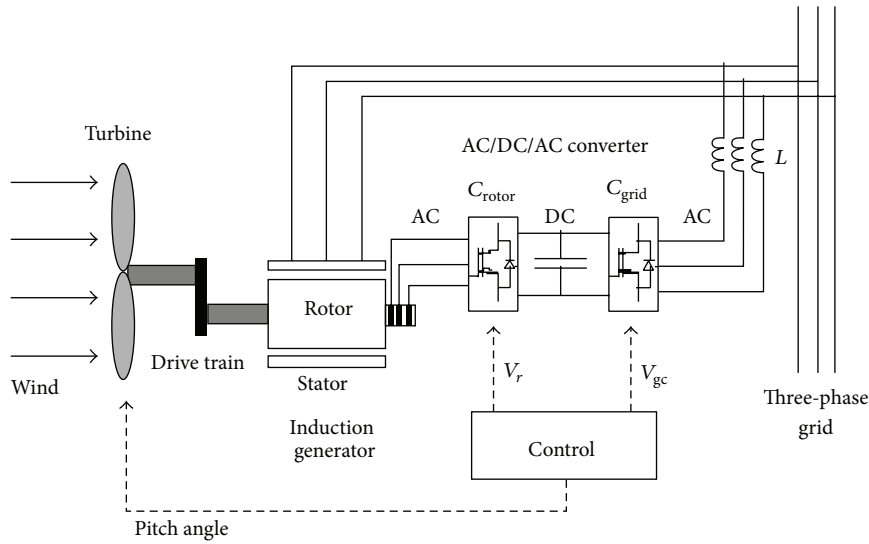 Turbine
AC/DC/AC converter
L
C_rotor
C_grid
AC
DC
AC
Rotor
Drive train
Wind
Stator
V_r
V_gc
Three-phase
grid
Induction
generator
Control
Pitch angle